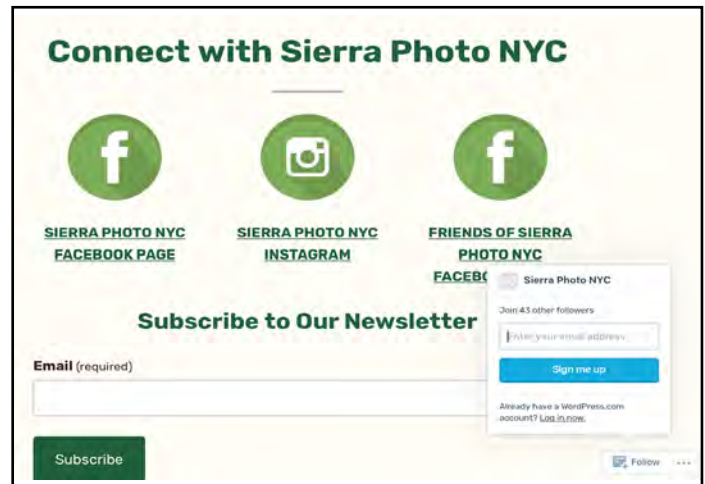 Connect with Sierra Photo NYC
SIERRA PHOTO NYC
FACEBOOK PAGE
SIERRA PHOTO NYC
INSTAGRAM
FRIENDS OF SIERRA
PHOTO NYC
Sierra Photo NYC
Join 43 other followers
Enter your email address
Sign me up
Already have a WordPress.com
account? Log in now.
Subscribe to Our Newsletter
Email (required)
Subscribe
Follow